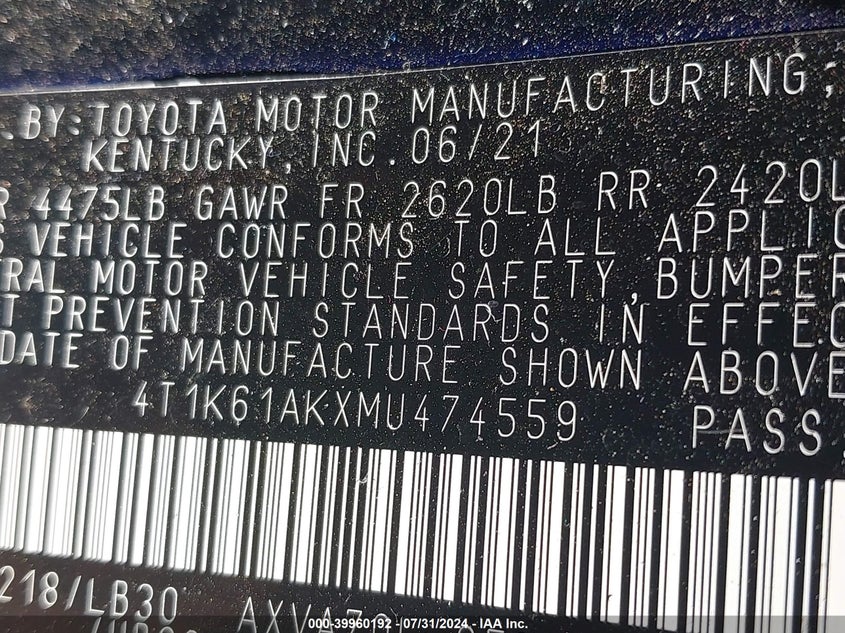 BY: TOYOTA MOTOR MANUFACTURING,
KENTUCKY, INC. 06/21
R 4475LB GAWR FR 2620LB RR 2420L
S VEHICLE CONFORMS TO ALL APPLIC
RAL MOTOR VEHICLE SAFETY, BUMPER
T PREVENTION STANDARDS IN EFFEC
DATE OF MANUFACTURE SHOWN ABOVE
4T1K61AKXMU474559 PASS.
218/LB30
000-39960192 - 07/31/2024 - IAA Inc.